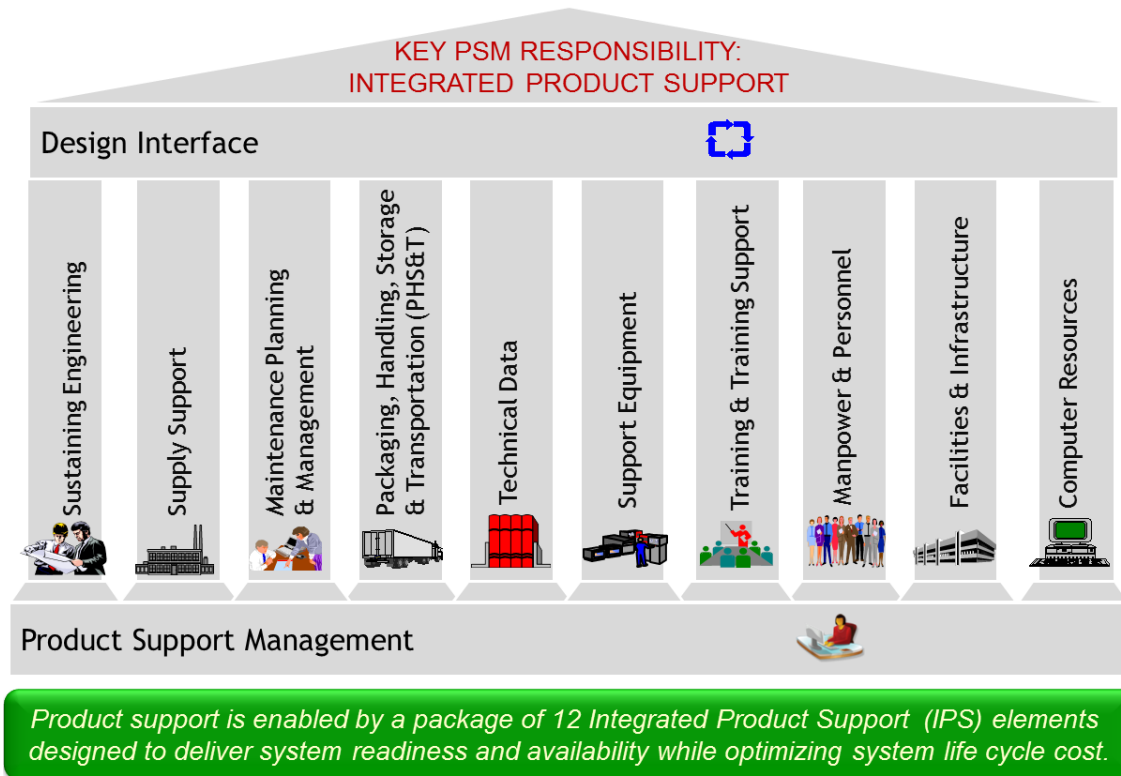 KEY PSM RESPONSIBILITY:
INTEGRATED PRODUCT SUPPORT
Design Interface
Sustaining Engineering
Supply Support
Maintenance Planning
& Management
Packaging, Handling, Storage
& Transportation (PHS&T)
Technical Data
Support Equipment
Training & Training Support
Manpower & Personnel
Facilities & Infrastructure
Computer Resources
Product Support Management
Product support is enabled by a package of 12 Integrated Product Support (IPS) elements
designed to deliver system readiness and availability while optimizing system life cycle cost.